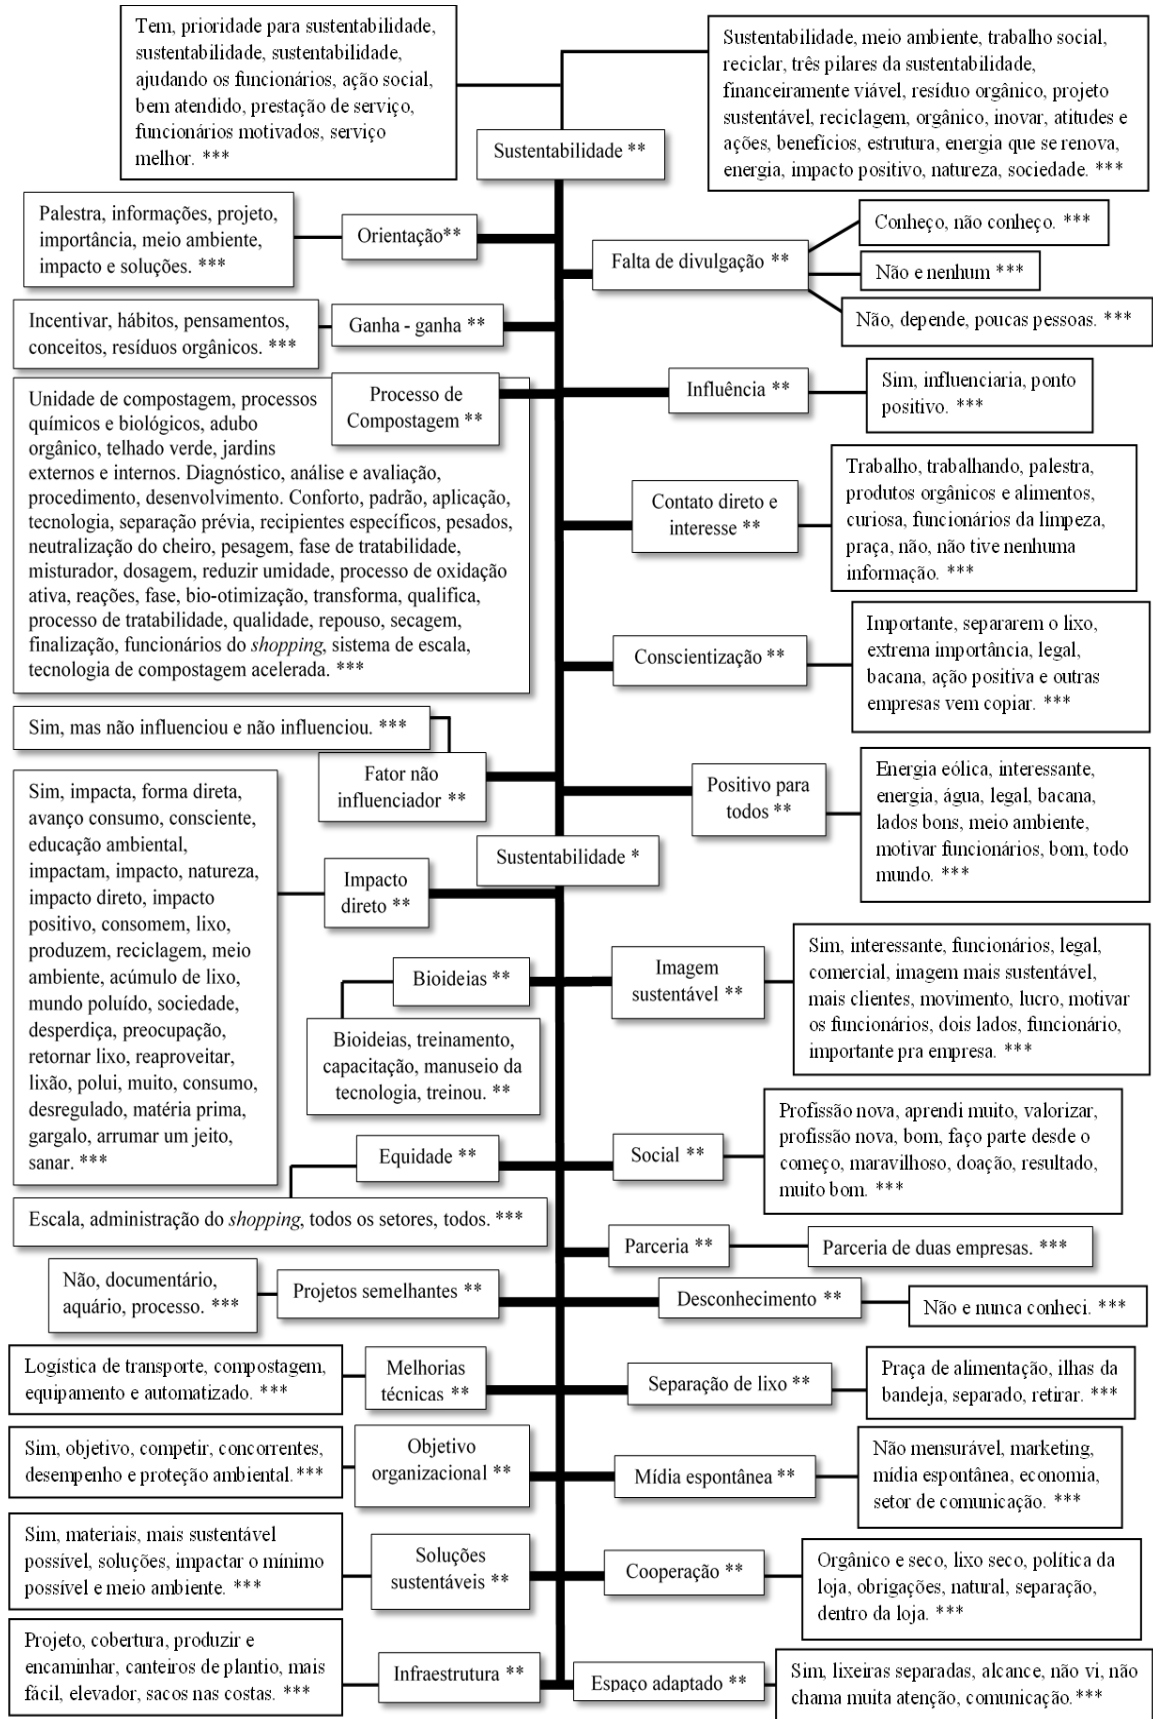 Tem, prioridade para sustentabilidade,
sustentabilidade, sustentabilidade,
ajudando os funcionários, ação social,
bem atendido, prestação de serviço,
funcionários motivados, serviço
melhor. ***
Sustentabilidade, meio ambiente, trabalho social,
reciclar, três pilares da sustentabilidade,
financeiramente viável, resíduo orgânico, projeto
sustentável, reciclagem, orgânico, inovar, atitudes e
ações, benefícios, estrutura, energia que se renova,
energia, impacto positivo, natureza, sociedade. ***
Sustentabilidade **
Palestra, informações, projeto,
importância, meio ambiente,
impacto e soluções. ***
Orientação**
Falta de divulgação **
Conheço, não conheço. ***
Não e nenhum ***
Não, depende, poucas pessoas. ***
Incentivar, hábitos, pensamentos,
conceitos, resíduos orgânicos. ***
Ganha - ganha **
Processo de
Compostagem **
Unidade de compostagem, processos
químicos e biológicos, adubo
orgânico, telhado verde, jardins
externos e internos. Diagnóstico, análise e avaliação,
procedimento, desenvolvimento. Conforto, padrão, aplicação,
tecnologia, separação prévia, recipientes específicos, pesados,
neutralização do cheiro, pesagem, fase de tratabilidade,
misturador, dosagem, reduzir umidade, processo de oxidação
ativa, reações, fase, bio-otimização, transforma, qualifica,
processo de tratabilidade, qualidade, repouso, secagem,
finalização, funcionários do shopping, sistema de escala,
tecnologia de compostagem acelerada. ***
Influência **
Sim, influenciaria, ponto
positivo. ***
Contato direto e
interesse **
Trabalho, trabalhando, palestra,
produtos orgânicos e alimentos,
curiosa, funcionários da limpeza,
praça, não, não tive nenhuma
informação. ***
Conscientização **
Importante, separarem o lixo,
extrema importância, legal,
bacana, ação positiva e outras
empresas vem copiar. ***
Sim, mas não influenciou e não influenciou. ***
Fator não
influenciador **
Positivo para
todos **
Energia eólica, interessante,
energia, água, legal, bacana,
lados bons, meio ambiente,
motivar funcionários, bom, todo
mundo. ***
Sustentabilidade *
Sim, impacta, forma direta,
avanço consumo, consciente,
educação ambiental,
impactam, impacto, natureza,
impacto direto, impacto
positivo, consomem, lixo,
produzem, reciclagem, meio
ambiente, acúmulo de lixo,
mundo poluído, sociedade,
desperdiça, preocupação,
retornar lixo, reaproveitar,
lixão, polui, muito, consumo,
desregulado, matéria prima,
gargalo, arrumar um jeito,
sanar. ***
Impacto
direto **
Bioideias **
Bioideias, treinamento,
capacitação, manuseio da
tecnologia, treinou. **
Imagem
sustentável **
Sim, interessante, funcionários, legal,
comercial, imagem mais sustentável,
mais clientes, movimento, lucro, motivar
os funcionários, dois lados, funcionário,
importante pra empresa. ***
Equidade **
Escala, administração do shopping, todos os setores, todos. ***
Social **
Profissão nova, aprendi muito, valorizar,
profissão nova, bom, faço parte desde o
começo, maravilhoso, doação, resultado,
muito bom. ***
Parceria **
Parceria de duas empresas. ***
Não, documentário,
aquário, processo. ***
Projetos semelhantes **
Desconhecimento **
Não e nunca conheci. ***
Logística de transporte, compostagem,
equipamento e automatizado. ***
Melhorias
técnicas **
Separação de lixo **
Praça de alimentação, ilhas da
bandeja, separado, retirar. ***
Sim, objetivo, competir, concorrentes,
desempenho e proteção ambiental.***
Objetivo
organizacional **
Mídia espontânea **
Não mensurável, marketing,
mídia espontânea, economia,
setor de comunicação. ***
Sim, materiais, mais sustentável
possível, soluções, impactar o mínimo
possível e meio ambiente. ***
Soluções
sustentáveis **
Cooperação **
Orgânico e seco, lixo seco, política da
loja, obrigações, natural, separação,
dentro da loja. ***
Projeto, cobertura, produzir e
encaminhar, canteiros de plantio, mais
fácil, elevador, sacos nas costas. ***
Infraestrutura **
Espaço adaptado **
Sim, lixeiras separadas, alcance, não vi, não
chama muita atenção, comunicação.***